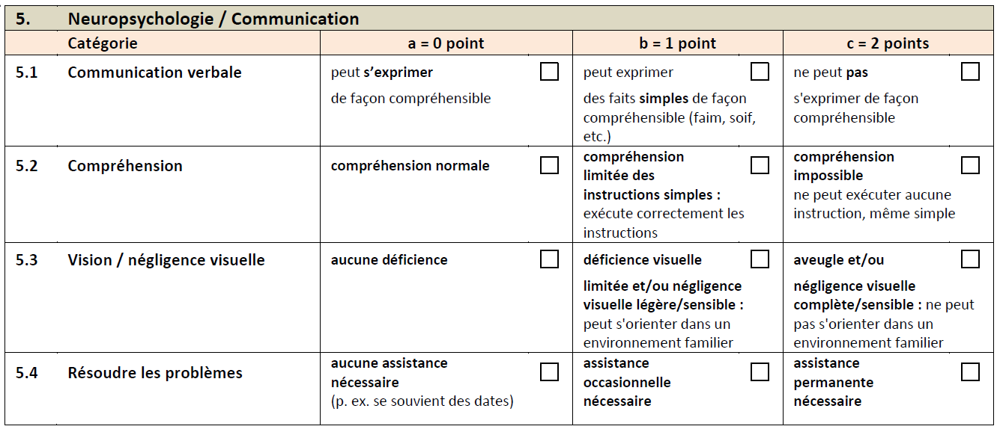 5. Neuropsychologie / Communication
Catégorie a = 0 point b = 1 point c = 2 points
5.1 Communication verbale
peut s’exprimer
de façon compréhensible
peut exprimer
des faits simples de façon
compréhensible (faim, soif,
etc.)
ne peut pas
s'exprimer de façon
compréhensible
5.2 Compréhension
compréhension normale
compréhension
limitée des
instructions simples :
exécute correctement les
instructions
compréhension
impossible
ne peut exécuter aucune
instruction, même simple
5.3 Vision / négligence visuelle
aucune déficience
déficience visuelle
limitée et/ou négligence
visuelle légère/sensible :
peut s'orienter dans un
environnement familier
aveugle et/ou
négligence visuelle
complète/sensible : ne peut
pas s'orienter dans un
environnement familier
5.4 Résoudre les problèmes
aucune assistance
nécessaire
(p. ex. se souvient des dates)
assistance
occasionnelle
nécessaire
assistance
permanente
nécessaire